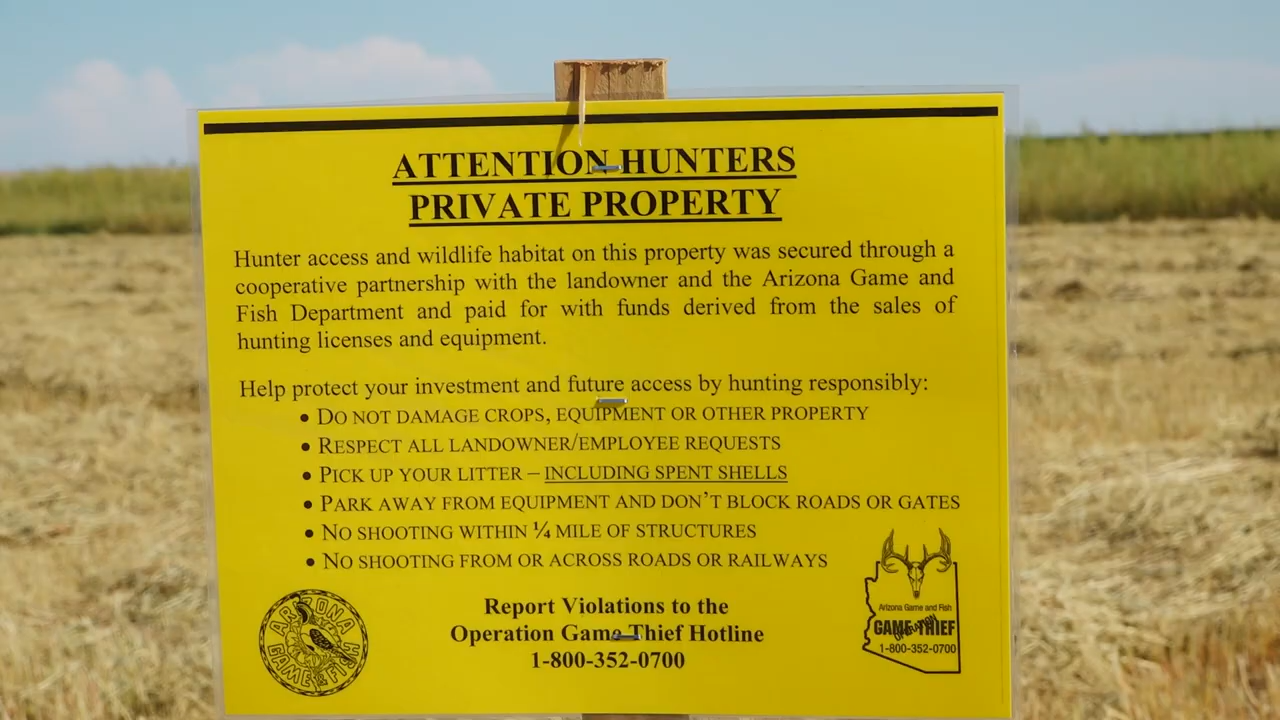 ATTENTION HUNTERS
PRIVATE PROPERTY
Hunter access and wildlife habitat on this property was secured through a
cooperative partnership with the landowner and the Arizona Game and
Fish Department and paid for with funds derived from the sales of
hunting licenses and equipment.
Help protect your investment and future access by hunting responsibly:
• DO NOT DAMAGE CROPS, EQUIPMENT OR OTHER PROPERTY
• RESPECT ALL LANDOWNER/EMPLOYEE REQUESTS
• PICK UP YOUR LITTER – INCLUDING SPENT SHELLS
• PARK AWAY FROM EQUIPMENT AND DON'T BLOCK ROADS OR GATES
• NO SHOOTING WITHIN ¼ MILE OF STRUCTURES
• NO SHOOTING FROM OR ACROSS ROADS OR RAILWAYS
Report Violations to the
Operation Game Thief Hotline
1-800-352-0700
ARIZONA
GAME & FISH
Arizona Game and Fish
OPERATION
GAME THIEF
1-800-352-0700